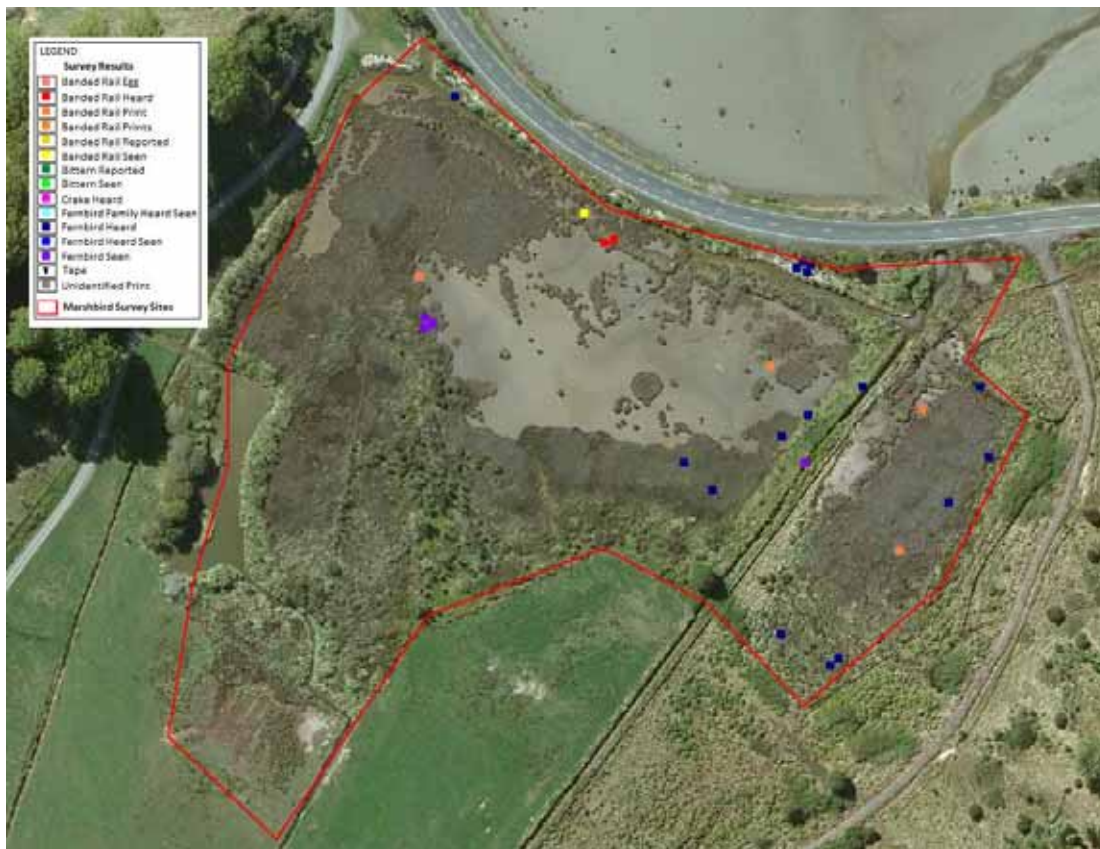 LEGEND
Survey Results
Banded Rail Egg
Banded Rail Heard
Banded Rail Print
Banded Rail Prints
Banded Rail Reported
Banded Rail Seen
Bittern Reported
Bittern Seen
Crake Heard
Fernbird Family Heard Seen
Fernbird Heard
Fernbird Heard Seen
Fernbird Seen
Tape
Unidentified Print
Marshbird Survey Sites